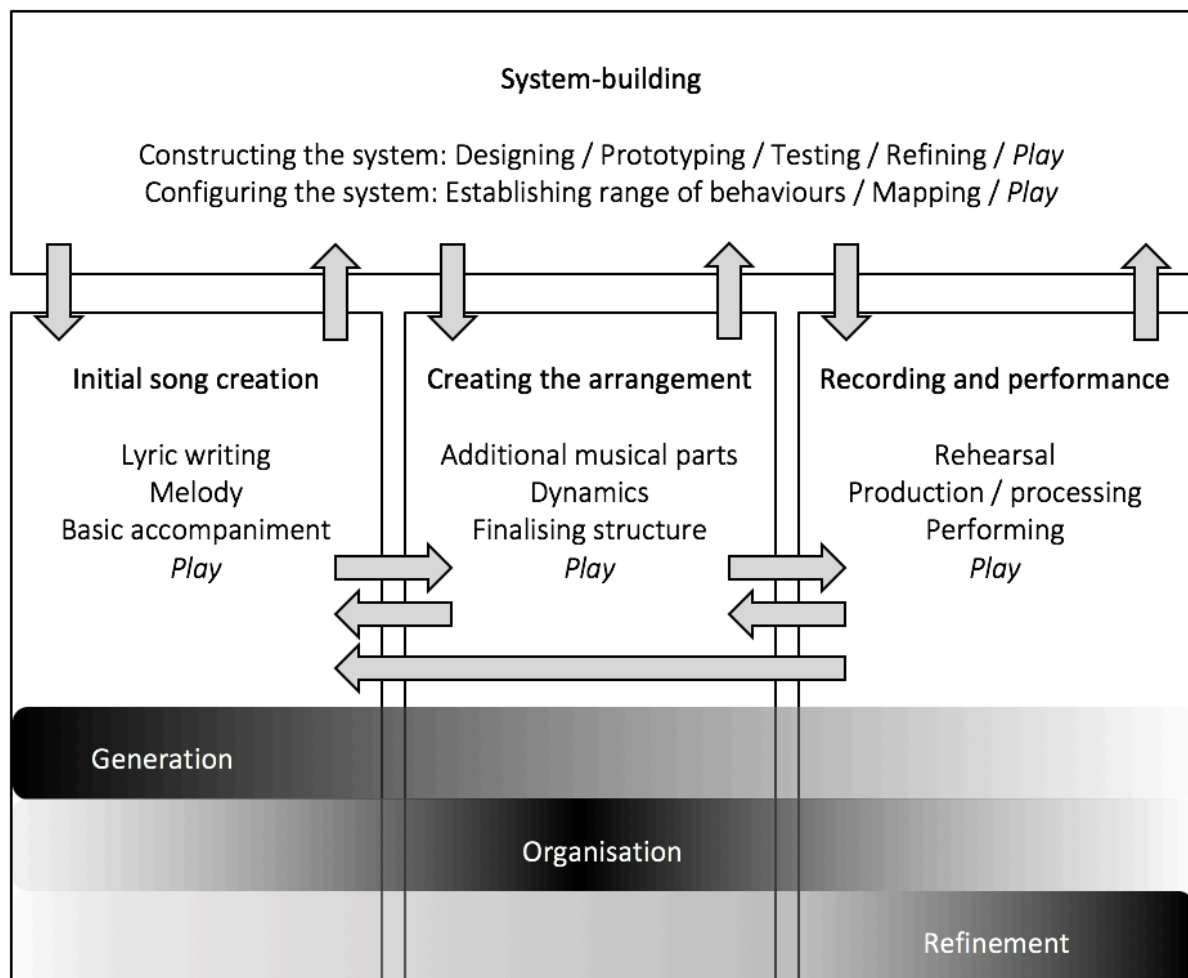 System-building
Constructing the system: Designing / Prototyping / Testing / Refining / Play
Configuring the system: Establishing range of behaviours / Mapping / Play
Initial song creation
Lyric writing
Melody
Basic accompaniment
Play
Creating the arrangement
Additional musical parts
Dynamics
Finalising structure
Play
Recording and performance
Rehearsal
Production / processing
Performing
Play
Generation
Organisation
Refinement